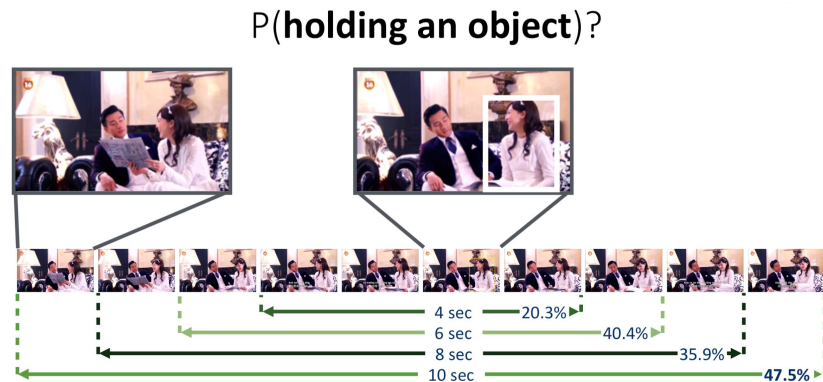 P(holding an object)?
4 sec 20.3%
6 sec 40.4%
8 sec 35.9%
10 sec 47.5%